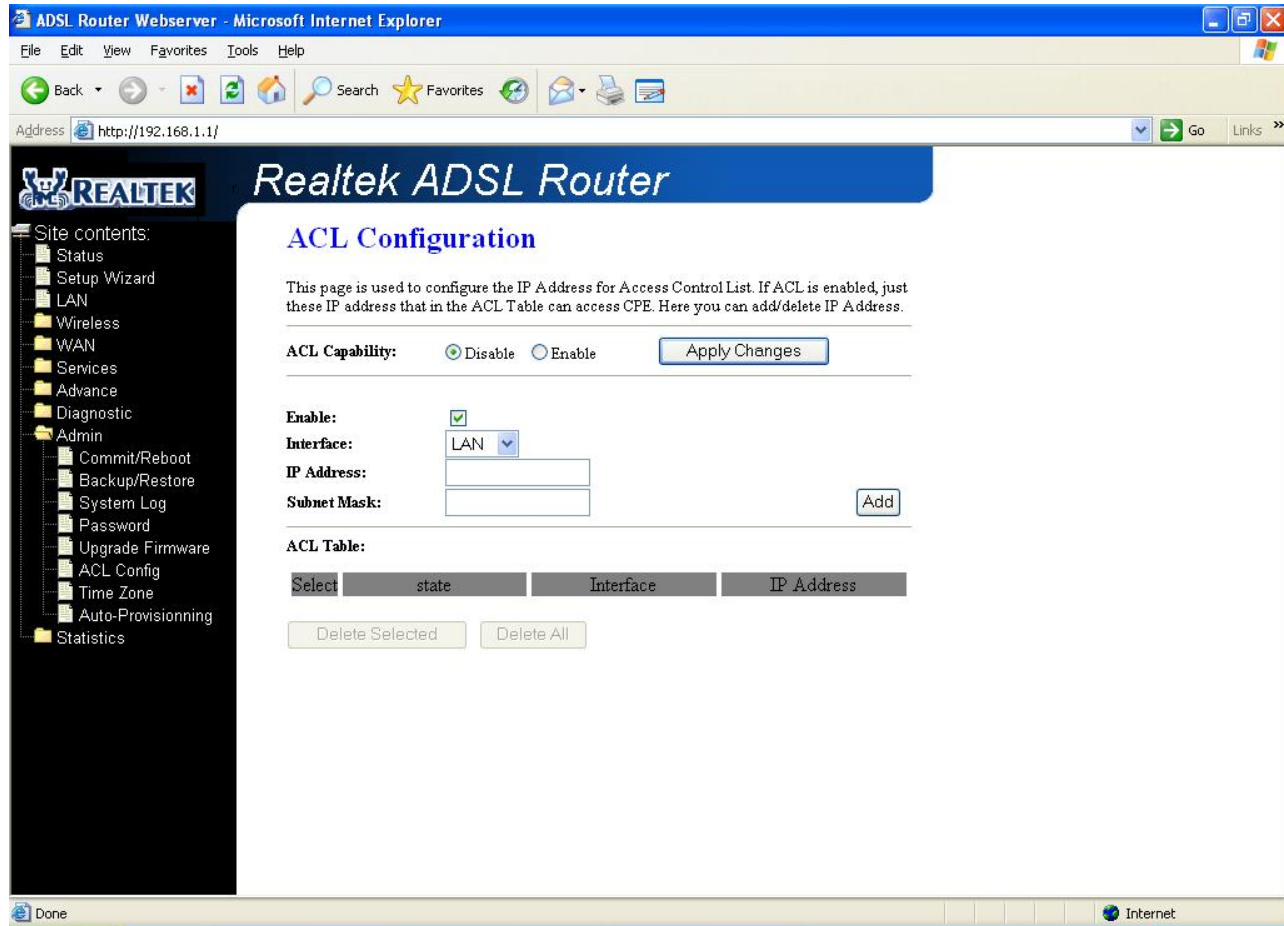 ADSL Router Webserver - Microsoft Internet Explorer
File Edit View Favorites Tools Help
Back Search Favorites
Address http://192.168.1.1/ Go Links »
REALTEK
Realtek ADSL Router
Site contents:
Status
Setup Wizard
LAN
Wireless
WAN
Services
Advance
Diagnostic
Admin
Commit/Reboot
Backup/Restore
System Log
Password
Upgrade Firmware
ACL Config
Time Zone
Auto-Provisionning
Statistics
ACL Configuration
This page is used to configure the IP Address for Access Control List. If ACL is enabled, just
these IP address that in the ACL Table can access CPE. Here you can add/delete IP Address.
ACL Capability: Disable Enable Apply Changes
Enable:
Interface: LAN
IP Address:
Subnet Mask: Add
ACL Table:
Select state Interface IP Address
Delete Selected Delete All
Done Internet